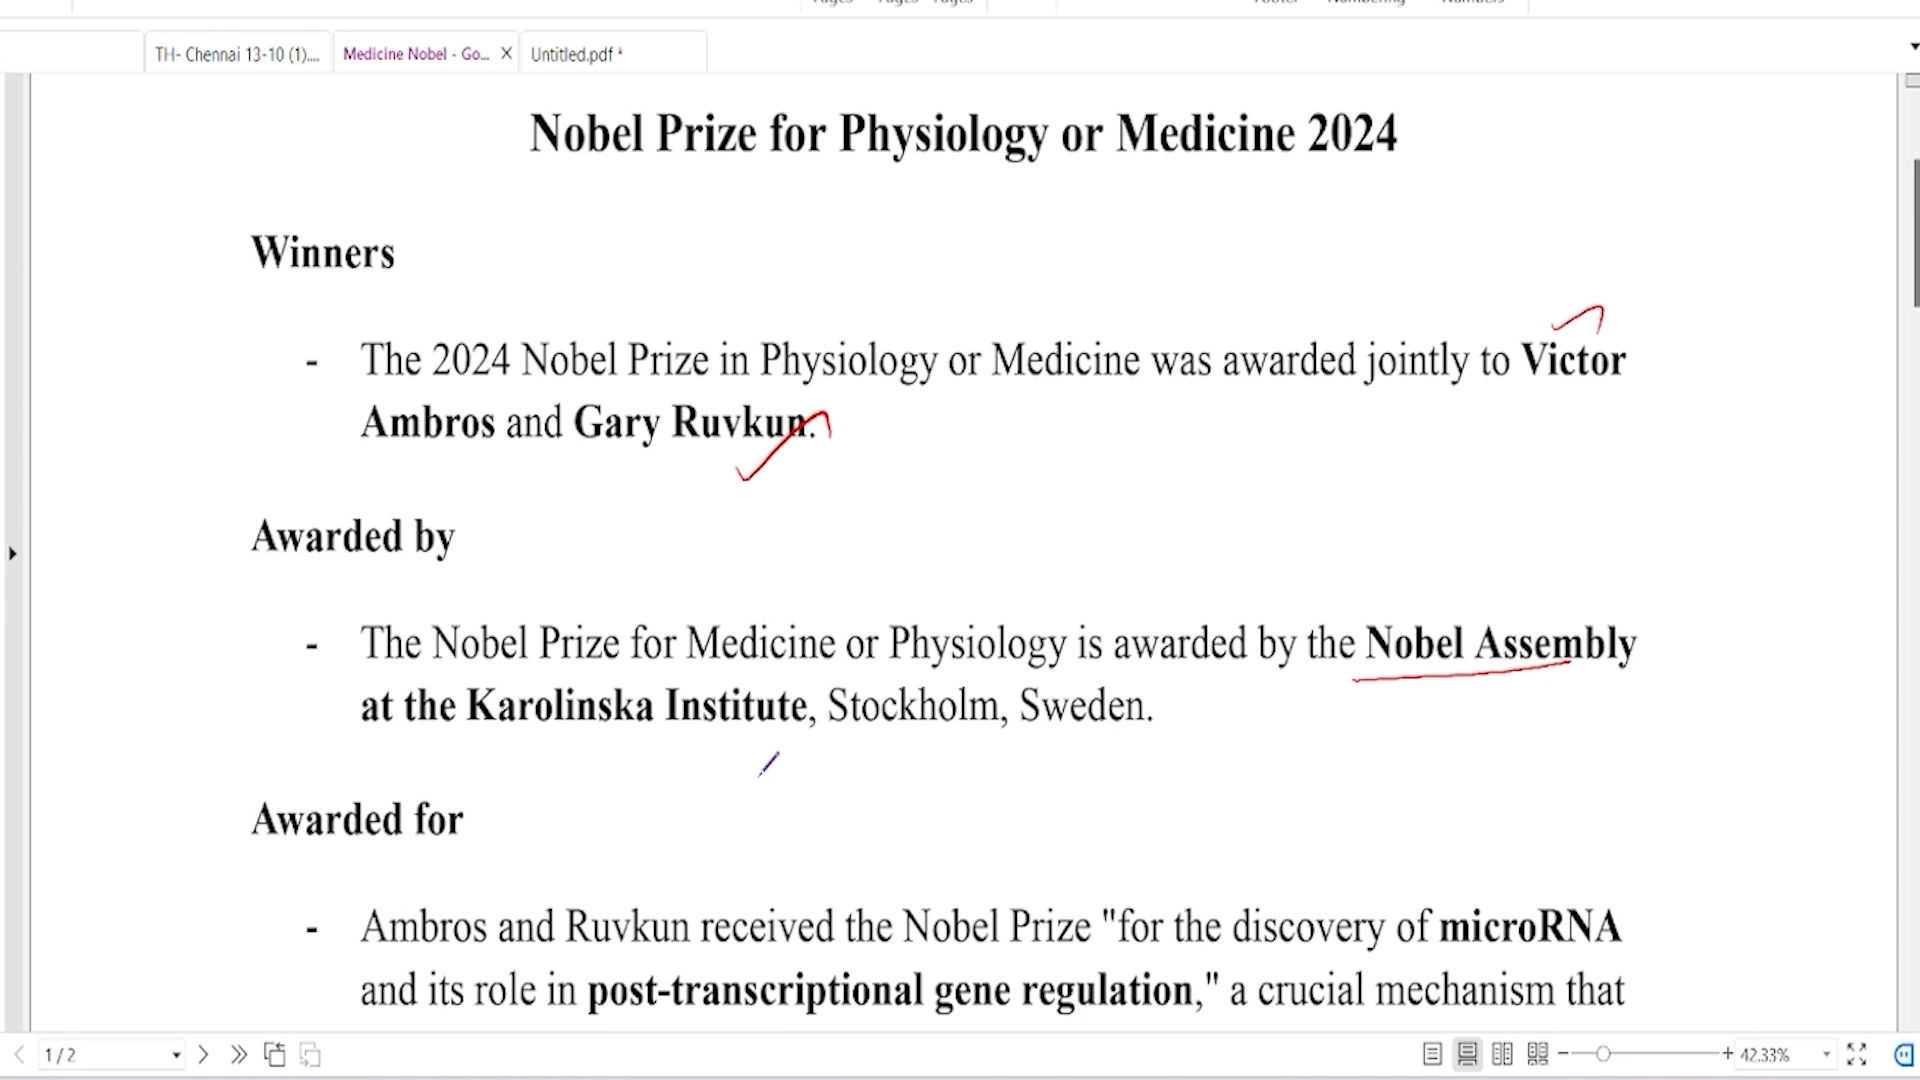 TH- Chennai 13-10 (1)....
Medicine Nobel - Go...
Untitled.pdf *
Nobel Prize for Physiology or Medicine 2024
Winners
- The 2024 Nobel Prize in Physiology or Medicine was awarded jointly to Victor
Ambros and Gary Ruvkun.
Awarded by
- The Nobel Prize for Medicine or Physiology is awarded by the Nobel Assembly
at the Karolinska Institute, Stockholm, Sweden.
Awarded for
- Ambros and Ruvkun received the Nobel Prize "for the discovery of microRNA
and its role in post-transcriptional gene regulation," a crucial mechanism that
1 / 2
42.33%